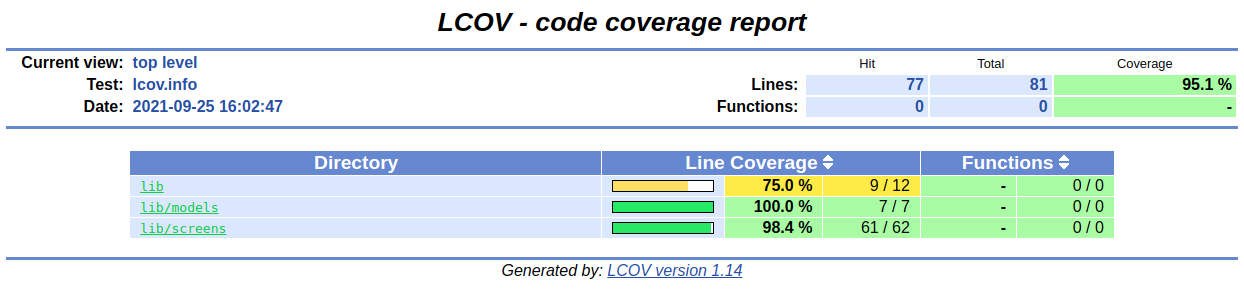 LCOV - code coverage report
Current view: top level Hit Total Coverage
Test: lcov.info Lines: 77 81 95.1 %
Date: 2021-09-25 16:02:47 Functions: 0 0 -
Directory Line Coverage Functions
lib 75.0 % 9 / 12 - 0 / 0
lib/models 100.0 % 7 / 7 - 0 / 0
lib/screens 98.4 % 61 / 62 - 0 / 0
Generated by: LCOV version 1.14